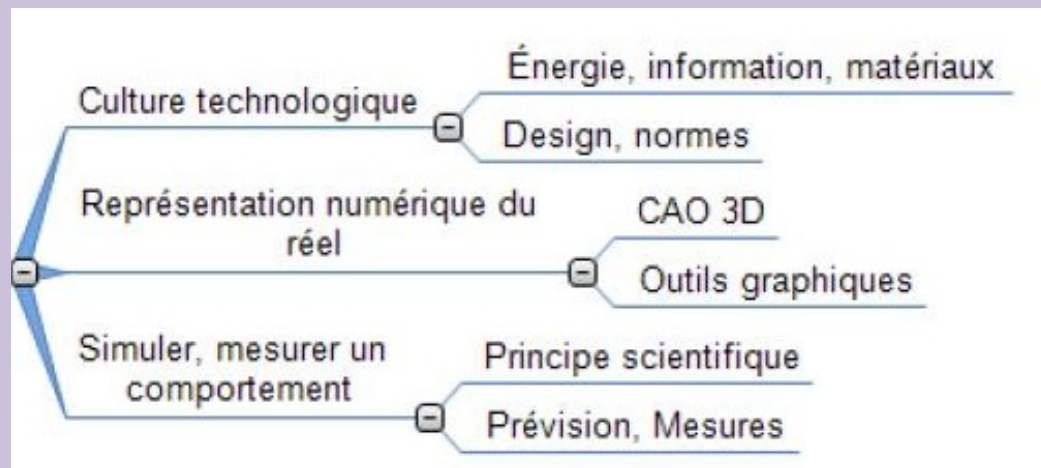 Culture technologique
Énergie, information, matériaux
Design, normes
Représentation numérique du
réel
CAO 3D
Outils graphiques
Simuler, mesurer un
comportement
Principe scientifique
Prévision, Mesures